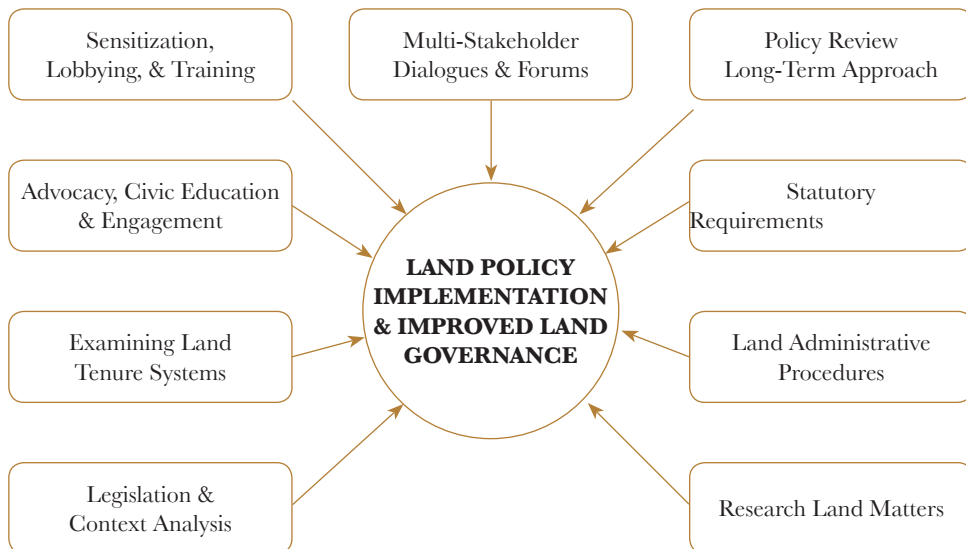 Sensitization,
Lobbying, & Training
Multi-Stakeholder
Dialogues & Forums
Policy Review
Long-Term Approach
Advocacy, Civic Education
& Engagement
Statutory
Requirements
LAND POLICY
IMPLEMENTATION
& IMPROVED LAND
GOVERNANCE
Examining Land
Tenure Systems
Land Administrative
Procedures
Legislation &
Context Analysis
Research Land Matters